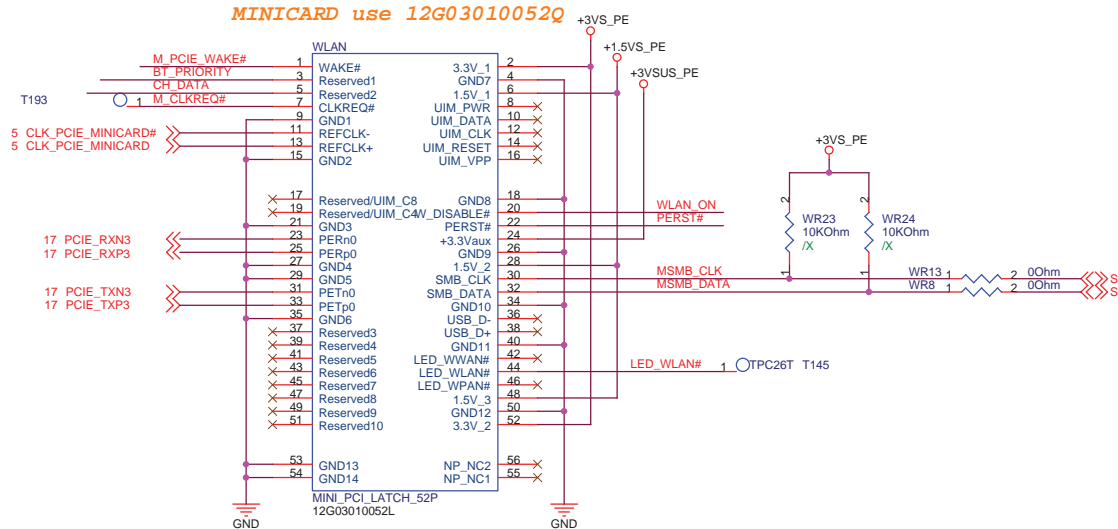 MINICARD use 12G03010052Q
+3VS_PE
+1.5VS_PE
+3VSUS_PE
WLAN
M_PCIE_WAKE# 1 WAKE# 3.3V_1 2
BT_PRIORITY 3 Reserved1 GND7 4
CH_DATA 5 Reserved2 1.5V_1 6
T193 1 M_CLKREQ# 7 CLKREQ# UIM_PWR 8
9 GND1 UIM_DATA 10
5 CLK_PCIE_MINICARD# 11 REFCLK- UIM_CLK 12
5 CLK_PCIE_MINICARD 13 REFCLK+ UIM_RESET 14
15 GND2 UIM_VPP 16
+3VS_PE
17 Reserved/UIM_C8 GND8 18
19 Reserved/UIM_C4 W_DISABLE# 20 WLAN_ON
21 GND3 PERST# 22 PERST#
17 PCIE_RXN3 23 PERn0 +3.3Vaux 24
17 PCIE_RXP3 25 PERp0 GND9 26
2 WR23 10KOhm /X 1
2 WR24 10KOhm /X 1
27 GND4 1.5V_2 28
29 GND5 SMB_CLK 30 MSMB_CLK WR13 1 2 0Ohm S
17 PCIE_TXN3 31 PETn0 SMB_DATA 32 MSMB_DATA WR8 1 2 0Ohm S
17 PCIE_TXP3 33 PETp0 GND10 34
35 GND6 USB_D- 36
37 Reserved3 USB_D+ 38
39 Reserved4 GND11 40
41 Reserved5 LED_WWAN# 42
43 Reserved6 LED_WLAN# 44 LED_WLAN# 1 TPC26T T145
45 Reserved7 LED_WPAN# 46
47 Reserved8 1.5V_3 48
49 Reserved9 GND12 50
51 Reserved10 3.3V_2 52
53 GND13 NP_NC2 56
54 GND14 NP_NC1 55
MINI_PCI_LATCH_52P
12G03010052L
GND
GND